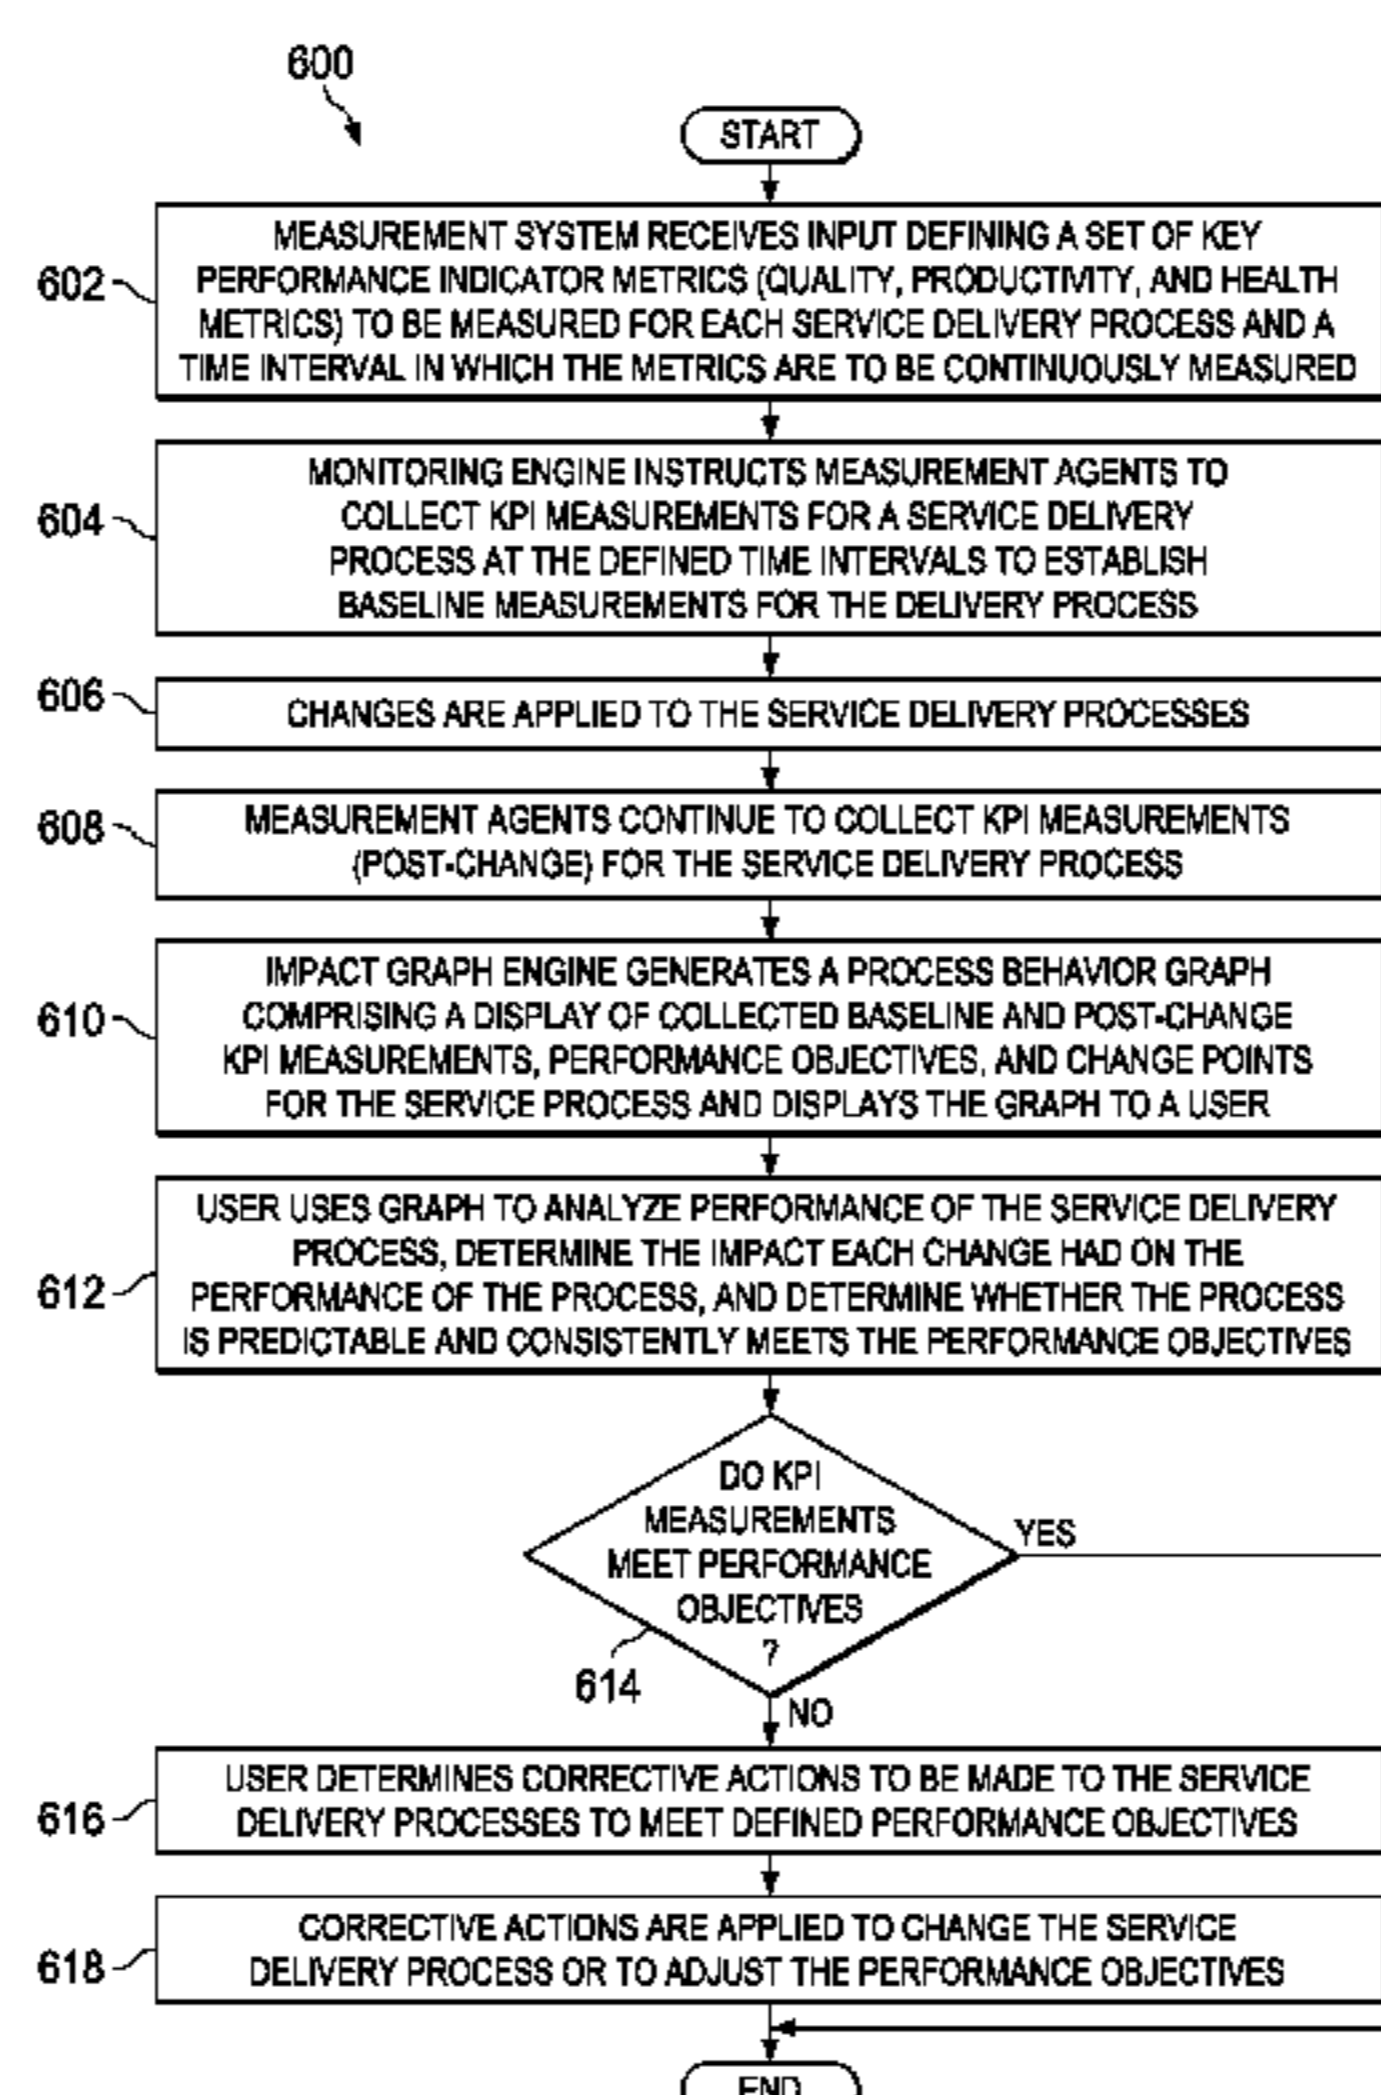 600
START
602
MEASUREMENT SYSTEM RECEIVES INPUT DEFINING A SET OF KEY
PERFORMANCE INDICATOR METRICS (QUALITY, PRODUCTIVITY, AND HEALTH
METRICS) TO BE MEASURED FOR EACH SERVICE DELIVERY PROCESS AND A
TIME INTERVAL IN WHICH THE METRICS ARE TO BE CONTINUOUSLY MEASURED
604
MONITORING ENGINE INSTRUCTS MEASUREMENT AGENTS TO
COLLECT KPI MEASUREMENTS FOR A SERVICE DELIVERY
PROCESS AT THE DEFINED TIME INTERVALS TO ESTABLISH
BASELINE MEASUREMENTS FOR THE DELIVERY PROCESS
606
CHANGES ARE APPLIED TO THE SERVICE DELIVERY PROCESSES
608
MEASUREMENT AGENTS CONTINUE TO COLLECT KPI MEASUREMENTS
(POST-CHANGE) FOR THE SERVICE DELIVERY PROCESS
610
IMPACT GRAPH ENGINE GENERATES A PROCESS BEHAVIOR GRAPH
COMPRISING A DISPLAY OF COLLECTED BASELINE AND POST-CHANGE
KPI MEASUREMENTS, PERFORMANCE OBJECTIVES, AND CHANGE POINTS
FOR THE SERVICE PROCESS AND DISPLAYS THE GRAPH TO A USER
612
USER USES GRAPH TO ANALYZE PERFORMANCE OF THE SERVICE DELIVERY
PROCESS, DETERMINE THE IMPACT EACH CHANGE HAD ON THE
PERFORMANCE OF THE PROCESS, AND DETERMINE WHETHER THE PROCESS
IS PREDICTABLE AND CONSISTENTLY MEETS THE PERFORMANCE OBJECTIVES
DO KPI
MEASUREMENTS
MEET PERFORMANCE
OBJECTIVES
?
YES
614
NO
616
USER DETERMINES CORRECTIVE ACTIONS TO BE MADE TO THE SERVICE
DELIVERY PROCESSES TO MEET DEFINED PERFORMANCE OBJECTIVES
618
CORRECTIVE ACTIONS ARE APPLIED TO CHANGE THE SERVICE
DELIVERY PROCESS OR TO ADJUST THE PERFORMANCE OBJECTIVES
END